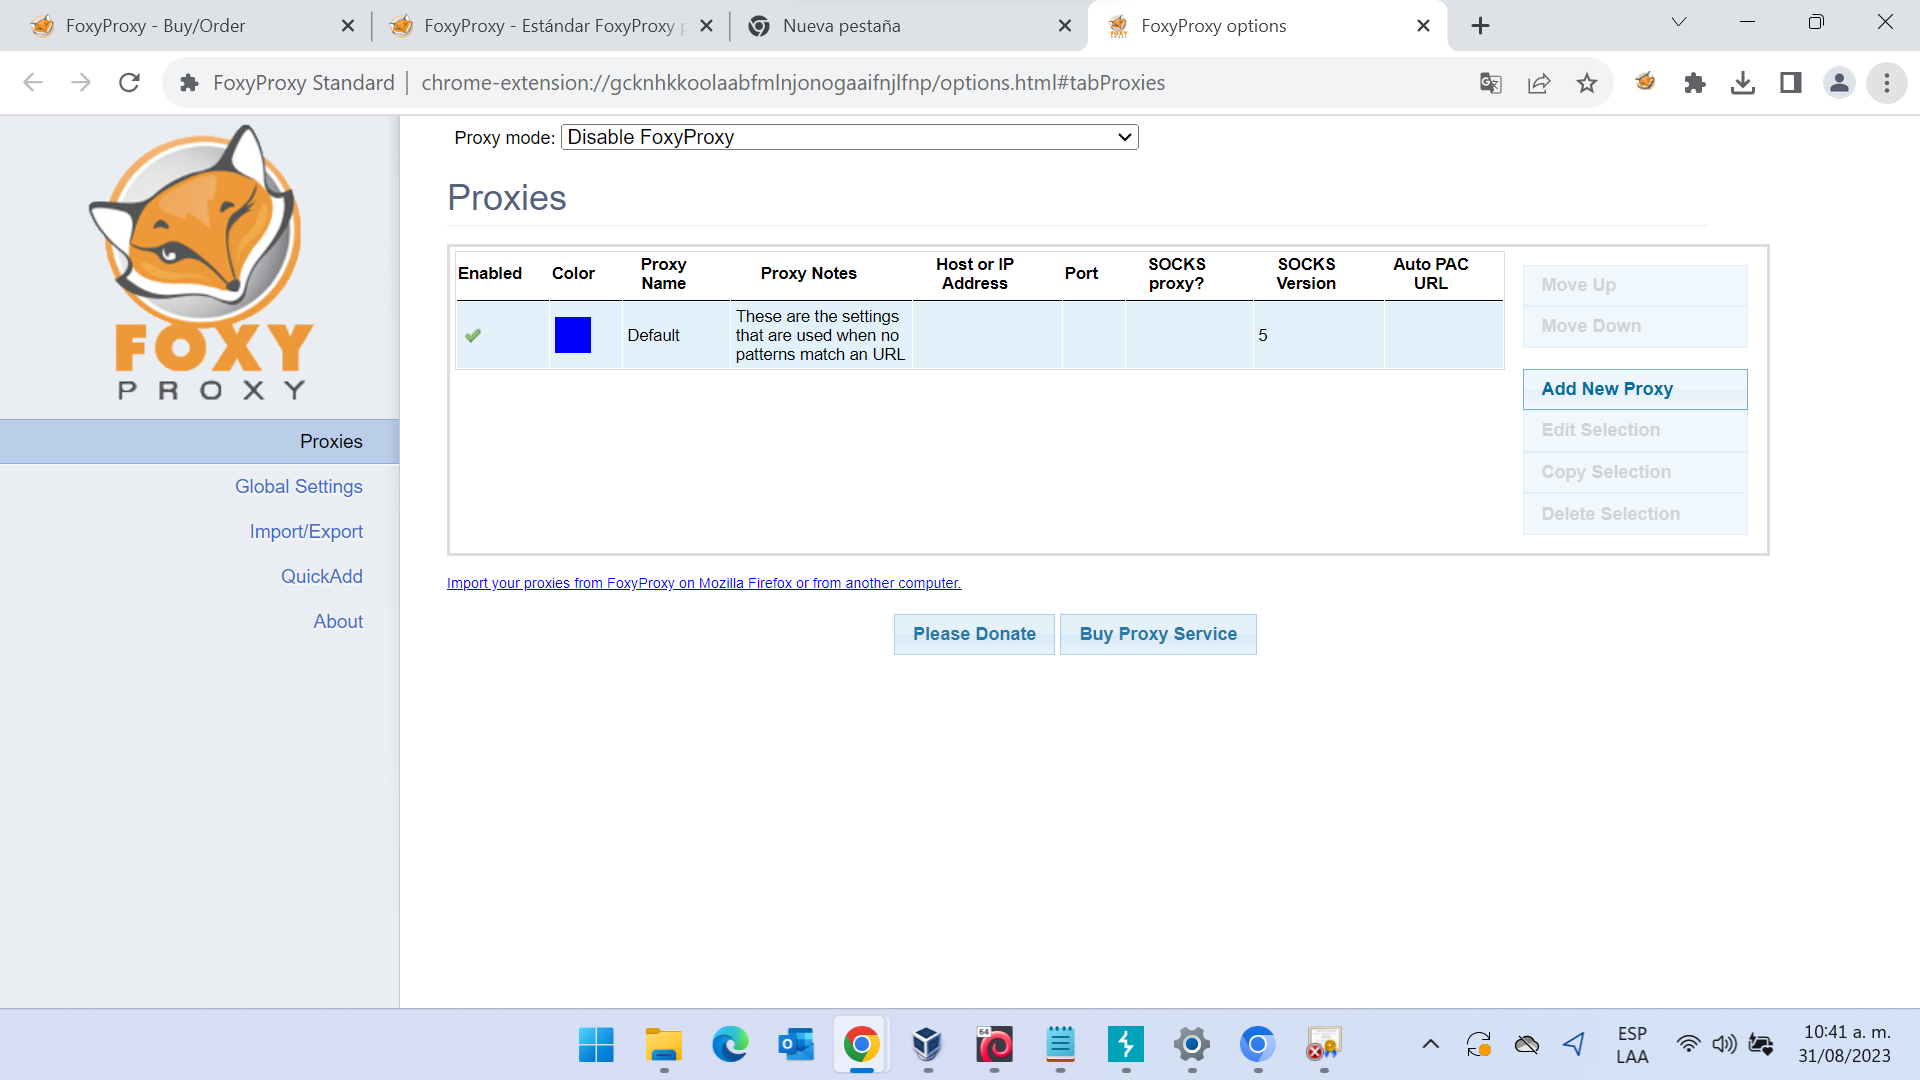 FoxyProxy - Buy/Order
FoxyProxy - Estándar FoxyProxy p
Nueva pestaña
FoxyProxy options
FoxyProxy Standard
chrome-extension://gcknhkkoolaabfmlnjonogaaifnjlfnp/options.html#tabProxies
FOXY
PROXY
Proxies
Global Settings
Import/Export
QuickAdd
About
Proxy mode: Disable FoxyProxy
Proxies
Enabled Color Proxy Name Proxy Notes Host or IP Address Port SOCKS proxy? SOCKS Version Auto PAC URL
Default These are the settings that are used when no patterns match an URL 5
Move Up
Move Down
Add New Proxy
Edit Selection
Copy Selection
Delete Selection
Import your proxies from FoxyProxy on Mozilla Firefox or from another computer.
Please Donate
Buy Proxy Service
64
ESP
LAA
10:41 a. m.
31/08/2023